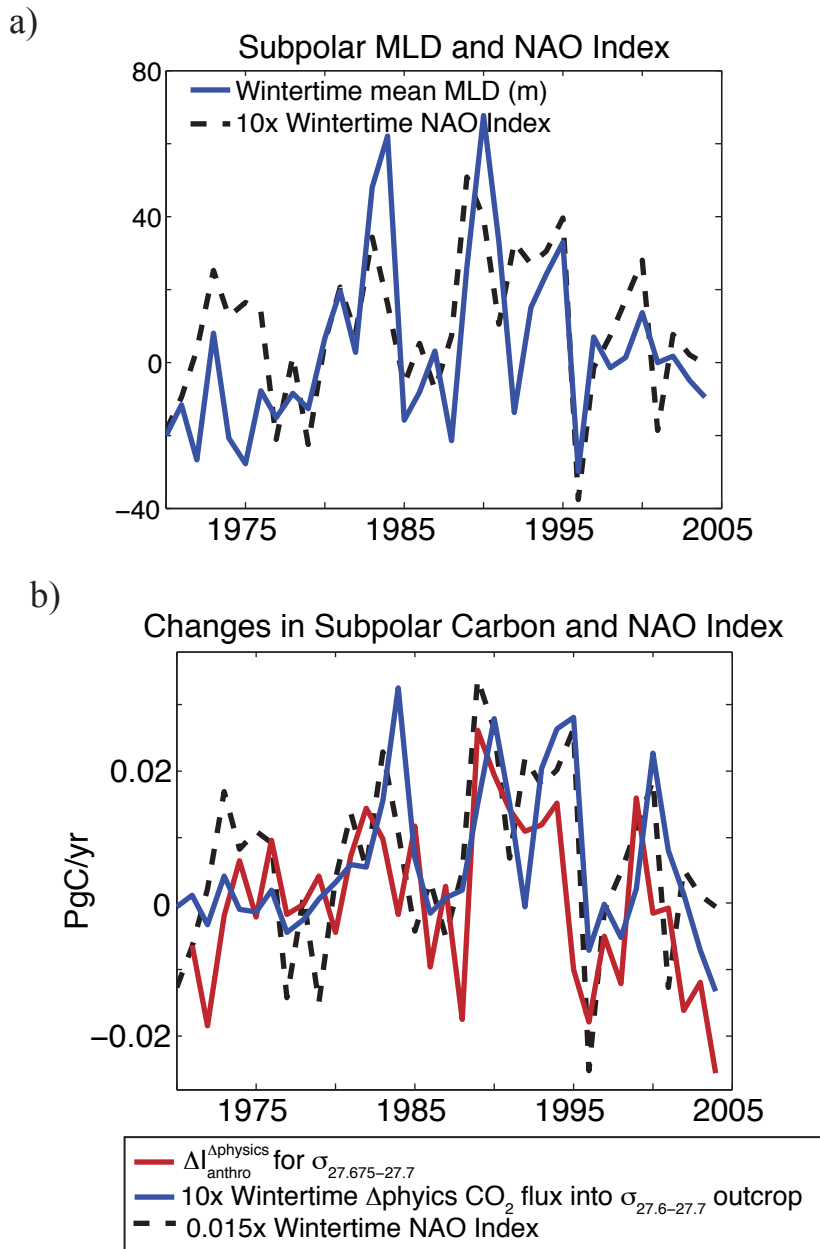 a)
Subpolar MLD and NAO Index
80
Wintertime mean MLD (m)
10x Wintertime NAO Index
40
0
−40
1975 1985 1995 2005
b)
Changes in Subpolar Carbon and NAO Index
0.02
PgC/yr
0
−0.02
1975 1985 1995 2005
ΔI^Δphysics_anthro for σ_27.675−27.7
10x Wintertime Δphyics CO₂ flux into σ_27.6−27.7 outcrop
0.015x Wintertime NAO Index